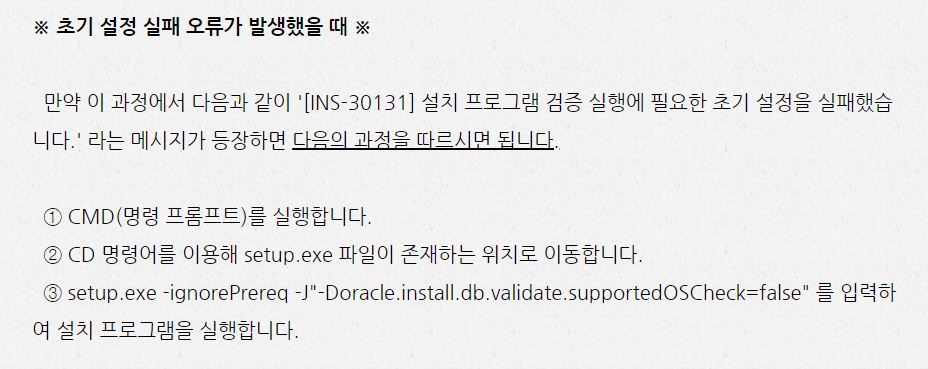 ※ 초기 설정 실패 오류가 발생했을 때 ※
만약 이 과정에서 다음과 같이 '[INS-30131] 설치 프로그램 검증 실행에 필요한 초기 설정을 실패했습
니다.' 라는 메시지가 등장하면 다음의 과정을 따르시면 됩니다.
① CMD(명령 프롬프트)를 실행합니다.
② CD 명령어를 이용해 setup.exe 파일이 존재하는 위치로 이동합니다.
③ setup.exe -ignorePrereq -J"-Doracle.install.db.validate.supportedOSCheck=false" 를 입력하
여 설치 프로그램을 실행합니다.